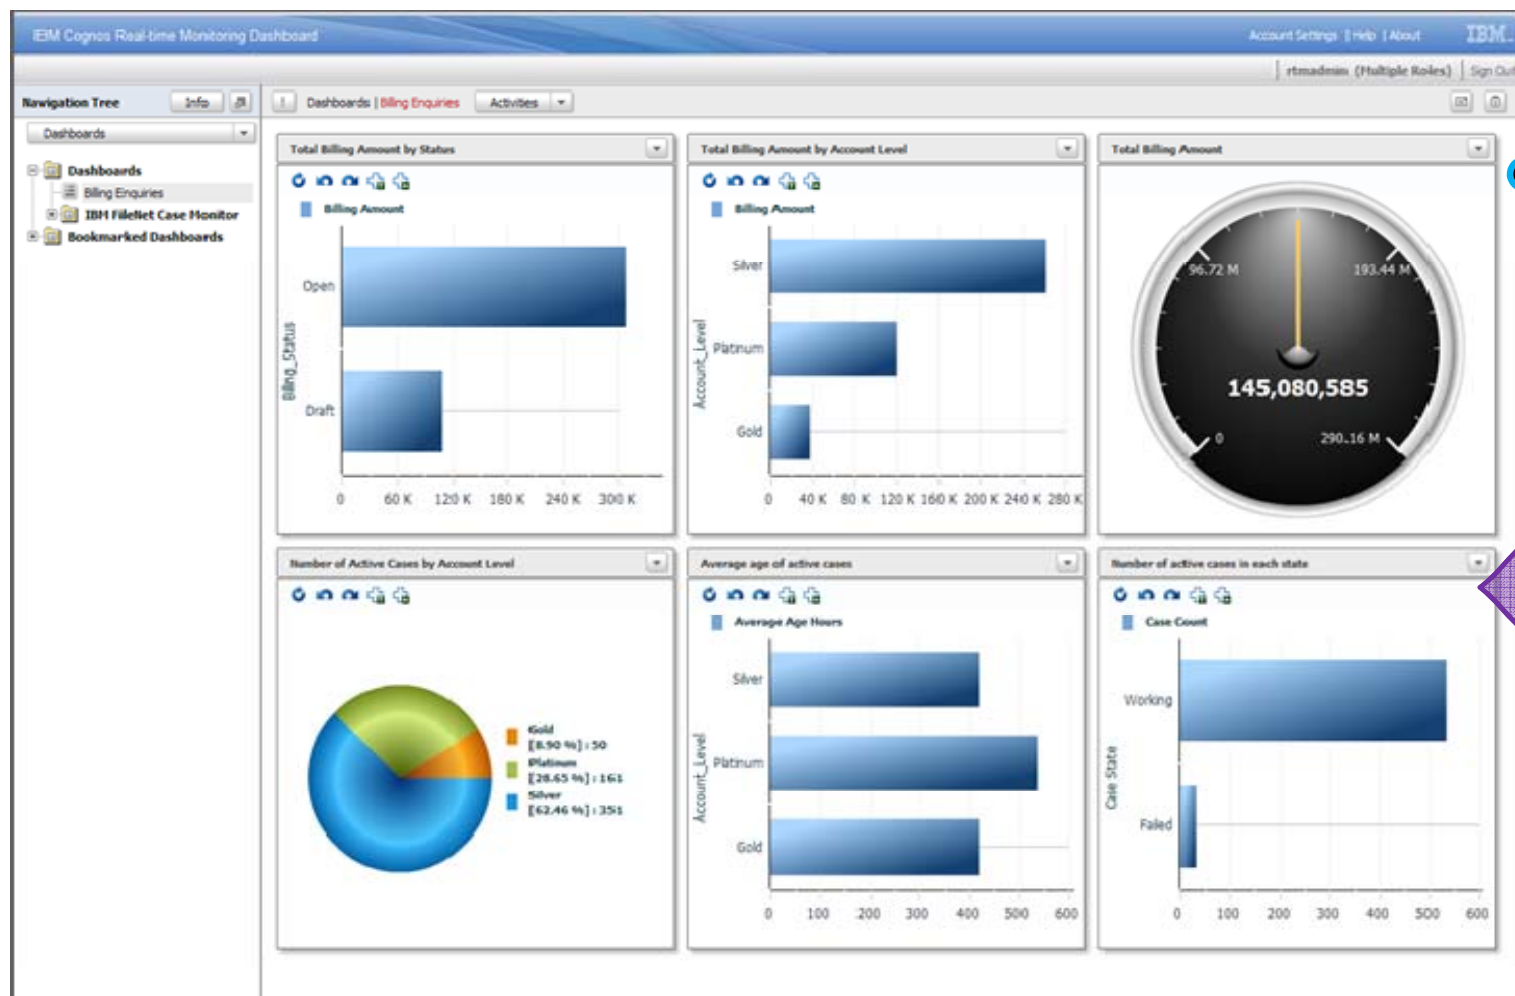 IBM Cognos Real-time Monitoring Dashboard
Account Settings | Help | About IBM.
rtmadmin (Multiple Roles) | Sign Out
Navigation Tree Info
! Dashboards | Billing Enquiries Activities
Dashboards
Dashboards
Billing Enquiries
IBM FileNet Case Monitor
Bookmarked Dashboards
Total Billing Amount by Status
Billing Amount
Billing_Status
Open
Draft
0 60 K 120 K 180 K 240 K 300 K
Total Billing Amount by Account Level
Billing Amount
Account_Level
Silver
Platinum
Gold
0 40 K 80 K 120 K 160 K 200 K 240 K 280 K
Total Billing Amount
96.72 M 193.44 M
145,080,585
0 290.16 M
Number of Active Cases by Account Level
Gold
[8.90 %] : 50
Platinum
[28.65 %] : 161
Silver
[62.46 %] : 351
Average age of active cases
Average Age Hours
Account_Level
Silver
Platinum
Gold
0 100 200 300 400 500 600
Number of active cases in each state
Case Count
Case State
Working
Failed
0 100 200 300 400 500 600